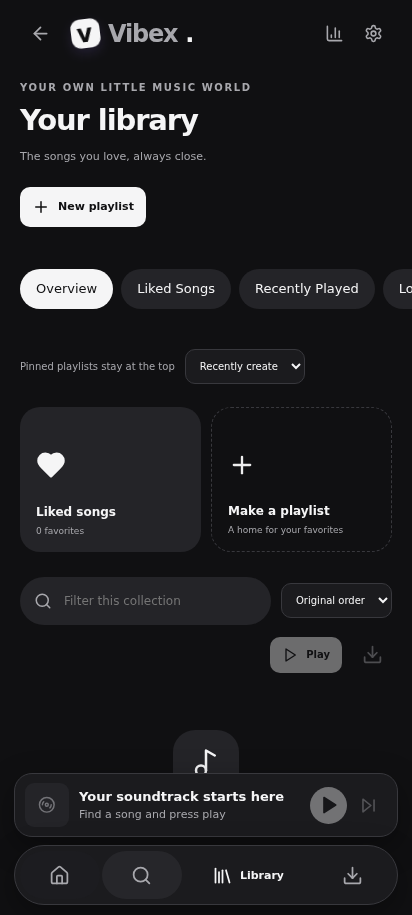 V Vibex .
YOUR OWN LITTLE MUSIC WORLD
Your library
The songs you love, always close.
New playlist
Overview Liked Songs Recently Played Lo
Pinned playlists stay at the top Recently create
Liked songs
0 favorites
Make a playlist
A home for your favorites
Filter this collection Original order
Play
Your soundtrack starts here
Find a song and press play
Library